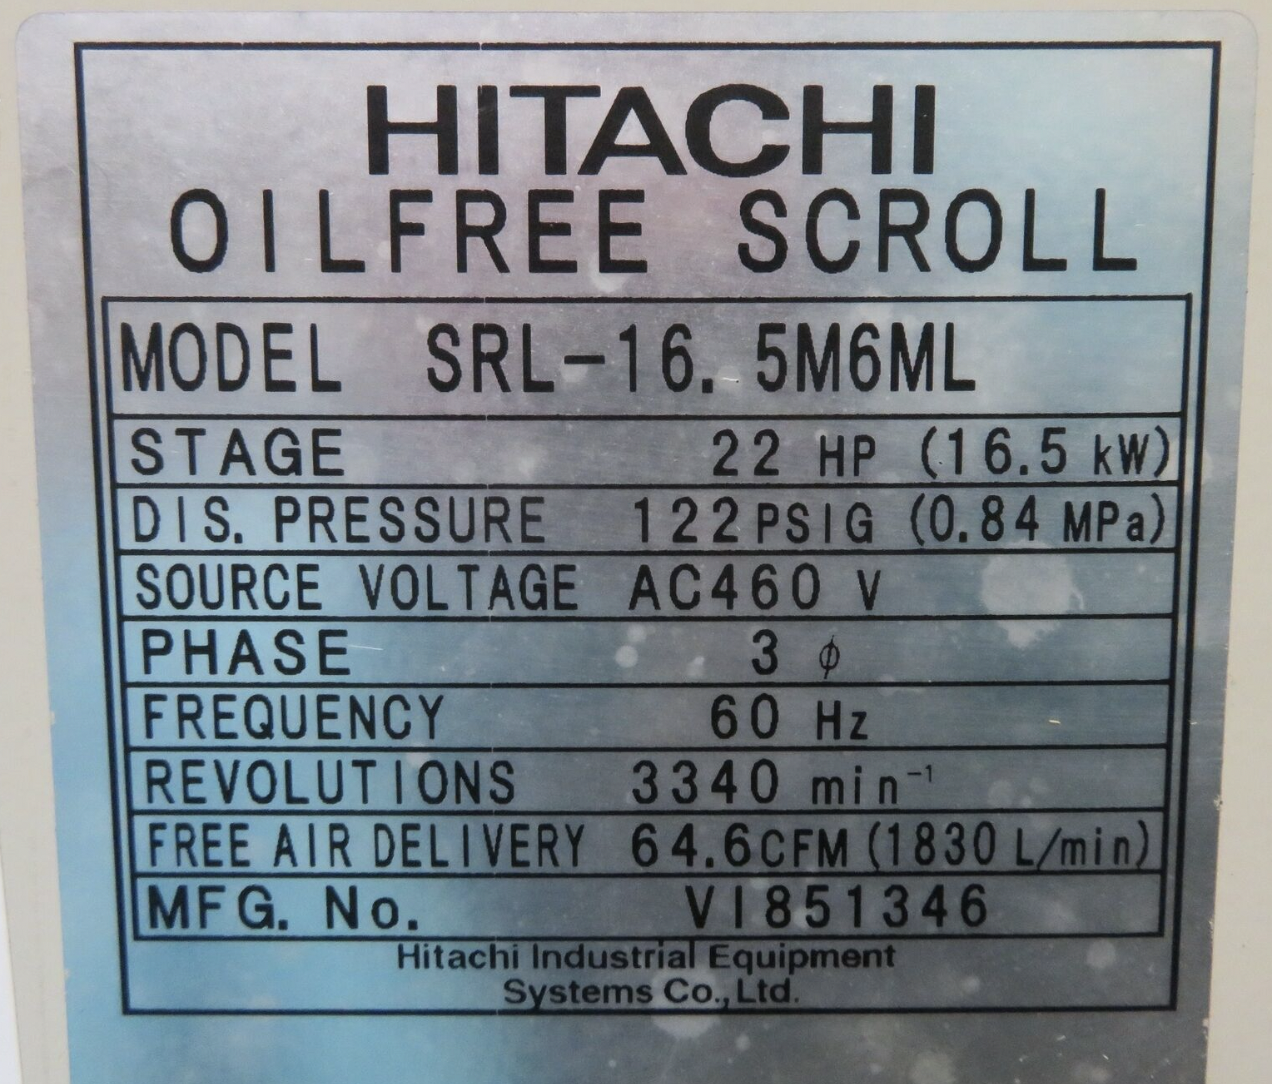 HITACHI
OILFREE SCROLL
MODEL SRL-16.5M6ML
STAGE 22 HP (16.5 kW)
DIS. PRESSURE 122PSIG (0.84 MPa)
SOURCE VOLTAGE AC460 V
PHASE 3 φ
FREQUENCY 60 Hz
REVOLUTIONS 3340 min⁻¹
FREE AIR DELIVERY 64.6CFM (1830 L/min)
MFG. No. VI851346
Hitachi Industrial Equipment
Systems Co.,Ltd.